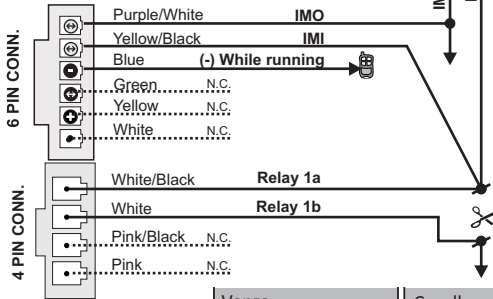 6 PIN CONN.
Purple/White IMO
Yellow/Black IMI
Blue (-) While running
Green N.C.
Yellow N.C.
White N.C.
4 PIN CONN.
White/Black Relay 1a
White Relay 1b
Pink/Black N.C.
Pink N.C.